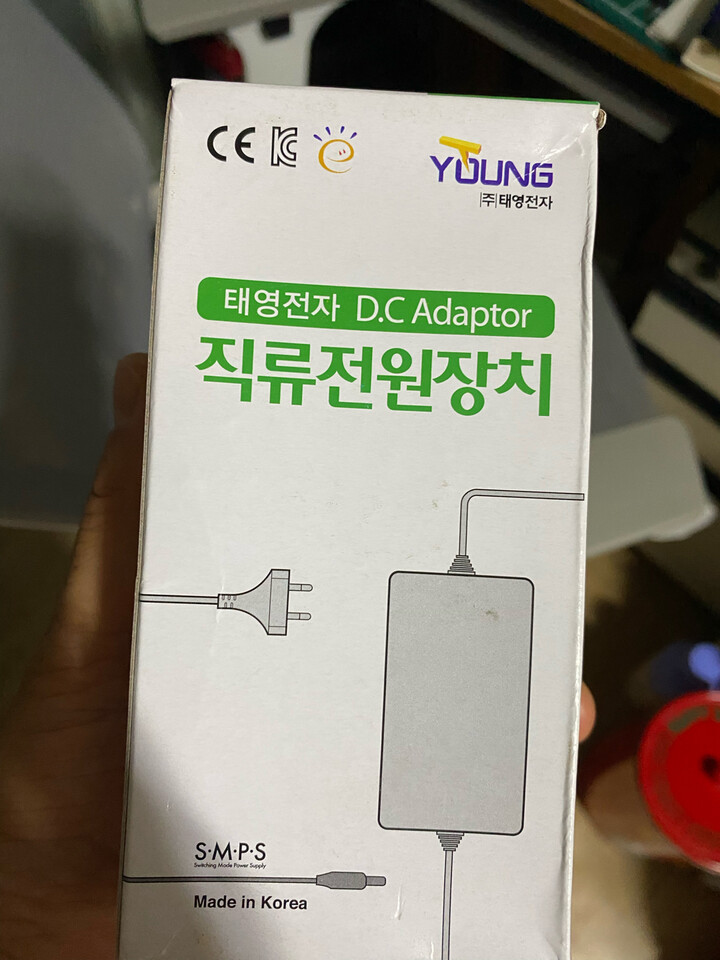 CE
TYOUNG
(주)태영전자
태영전자 D.C Adaptor
직류전원장치
S·M·P·S
Switching Mode Power Supply
Made in Korea